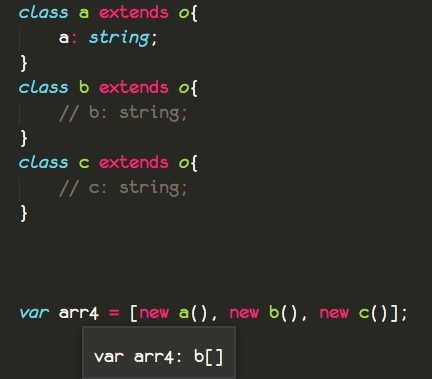 class a extends o{
    a: string;
}
class b extends o{
    // b: string;
}
class c extends o{
    // c: string;
}
var arr4 = [new a(), new b(), new c()];
var arr4: b[]